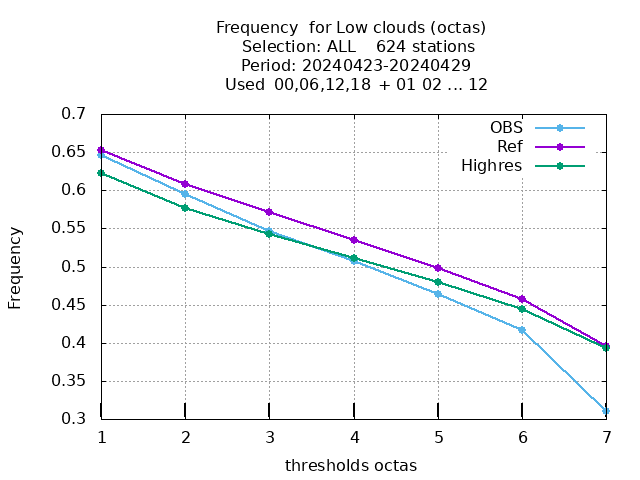 Frequency  for Low clouds (octas)
Selection: ALL    624 stations
Period: 20240423-20240429
Used  00,06,12,18  + 01 02 ... 12
OBS
Ref
Highres
Frequency
0.7
0.65
0.6
0.55
0.5
0.45
0.4
0.35
0.3
1 2 3 4 5 6 7
thresholds octas